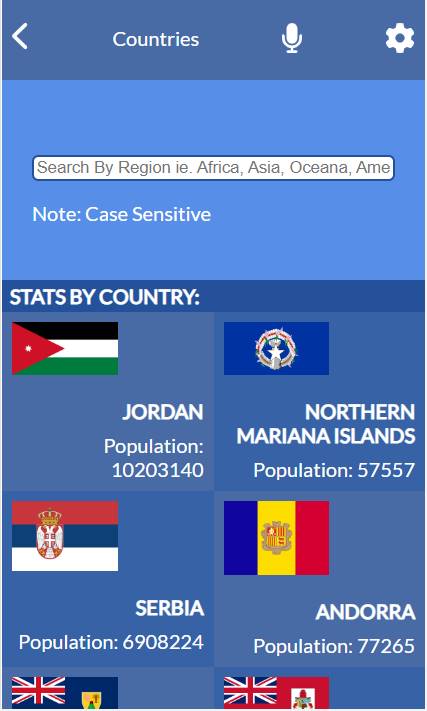 Countries
Search By Region ie. Africa, Asia, Oceana, Ame
Note: Case Sensitive
STATS BY COUNTRY:
JORDAN
Population:
10203140
NORTHERN
MARIANA ISLANDS
Population: 57557
SERBIA
Population: 6908224
ANDORRA
Population: 77265